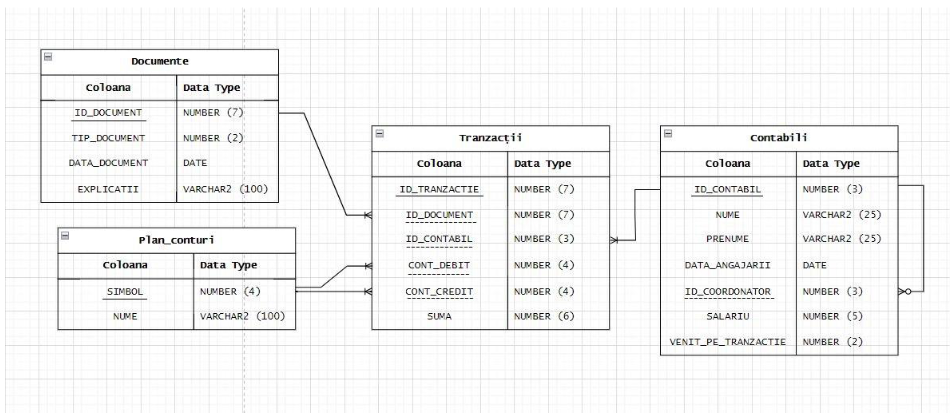 Documente
Coloana Data Type
ID_DOCUMENT NUMBER (7)
TIP_DOCUMENT NUMBER (2)
DATA_DOCUMENT DATE
EXPLICATII VARCHAR2 (100)
Plan_conturi
Coloana Data Type
SIMBOL NUMBER (4)
NUME VARCHAR2 (100)
Tranzacții
Coloana Data Type
ID_TRANZACTIE NUMBER (7)
ID_DOCUMENT NUMBER (7)
ID_CONTABIL NUMBER (3)
CONT_DEBIT NUMBER (4)
CONT_CREDIT NUMBER (4)
SUMA NUMBER (6)
Contabili
Coloana Data Type
ID_CONTABIL NUMBER (3)
NUME VARCHAR2 (25)
PRENUME VARCHAR2 (25)
DATA_ANGAJARII DATE
ID_COORDONATOR NUMBER (3)
SALARIU NUMBER (5)
VENIT_PE_TRANZACTIE NUMBER (2)